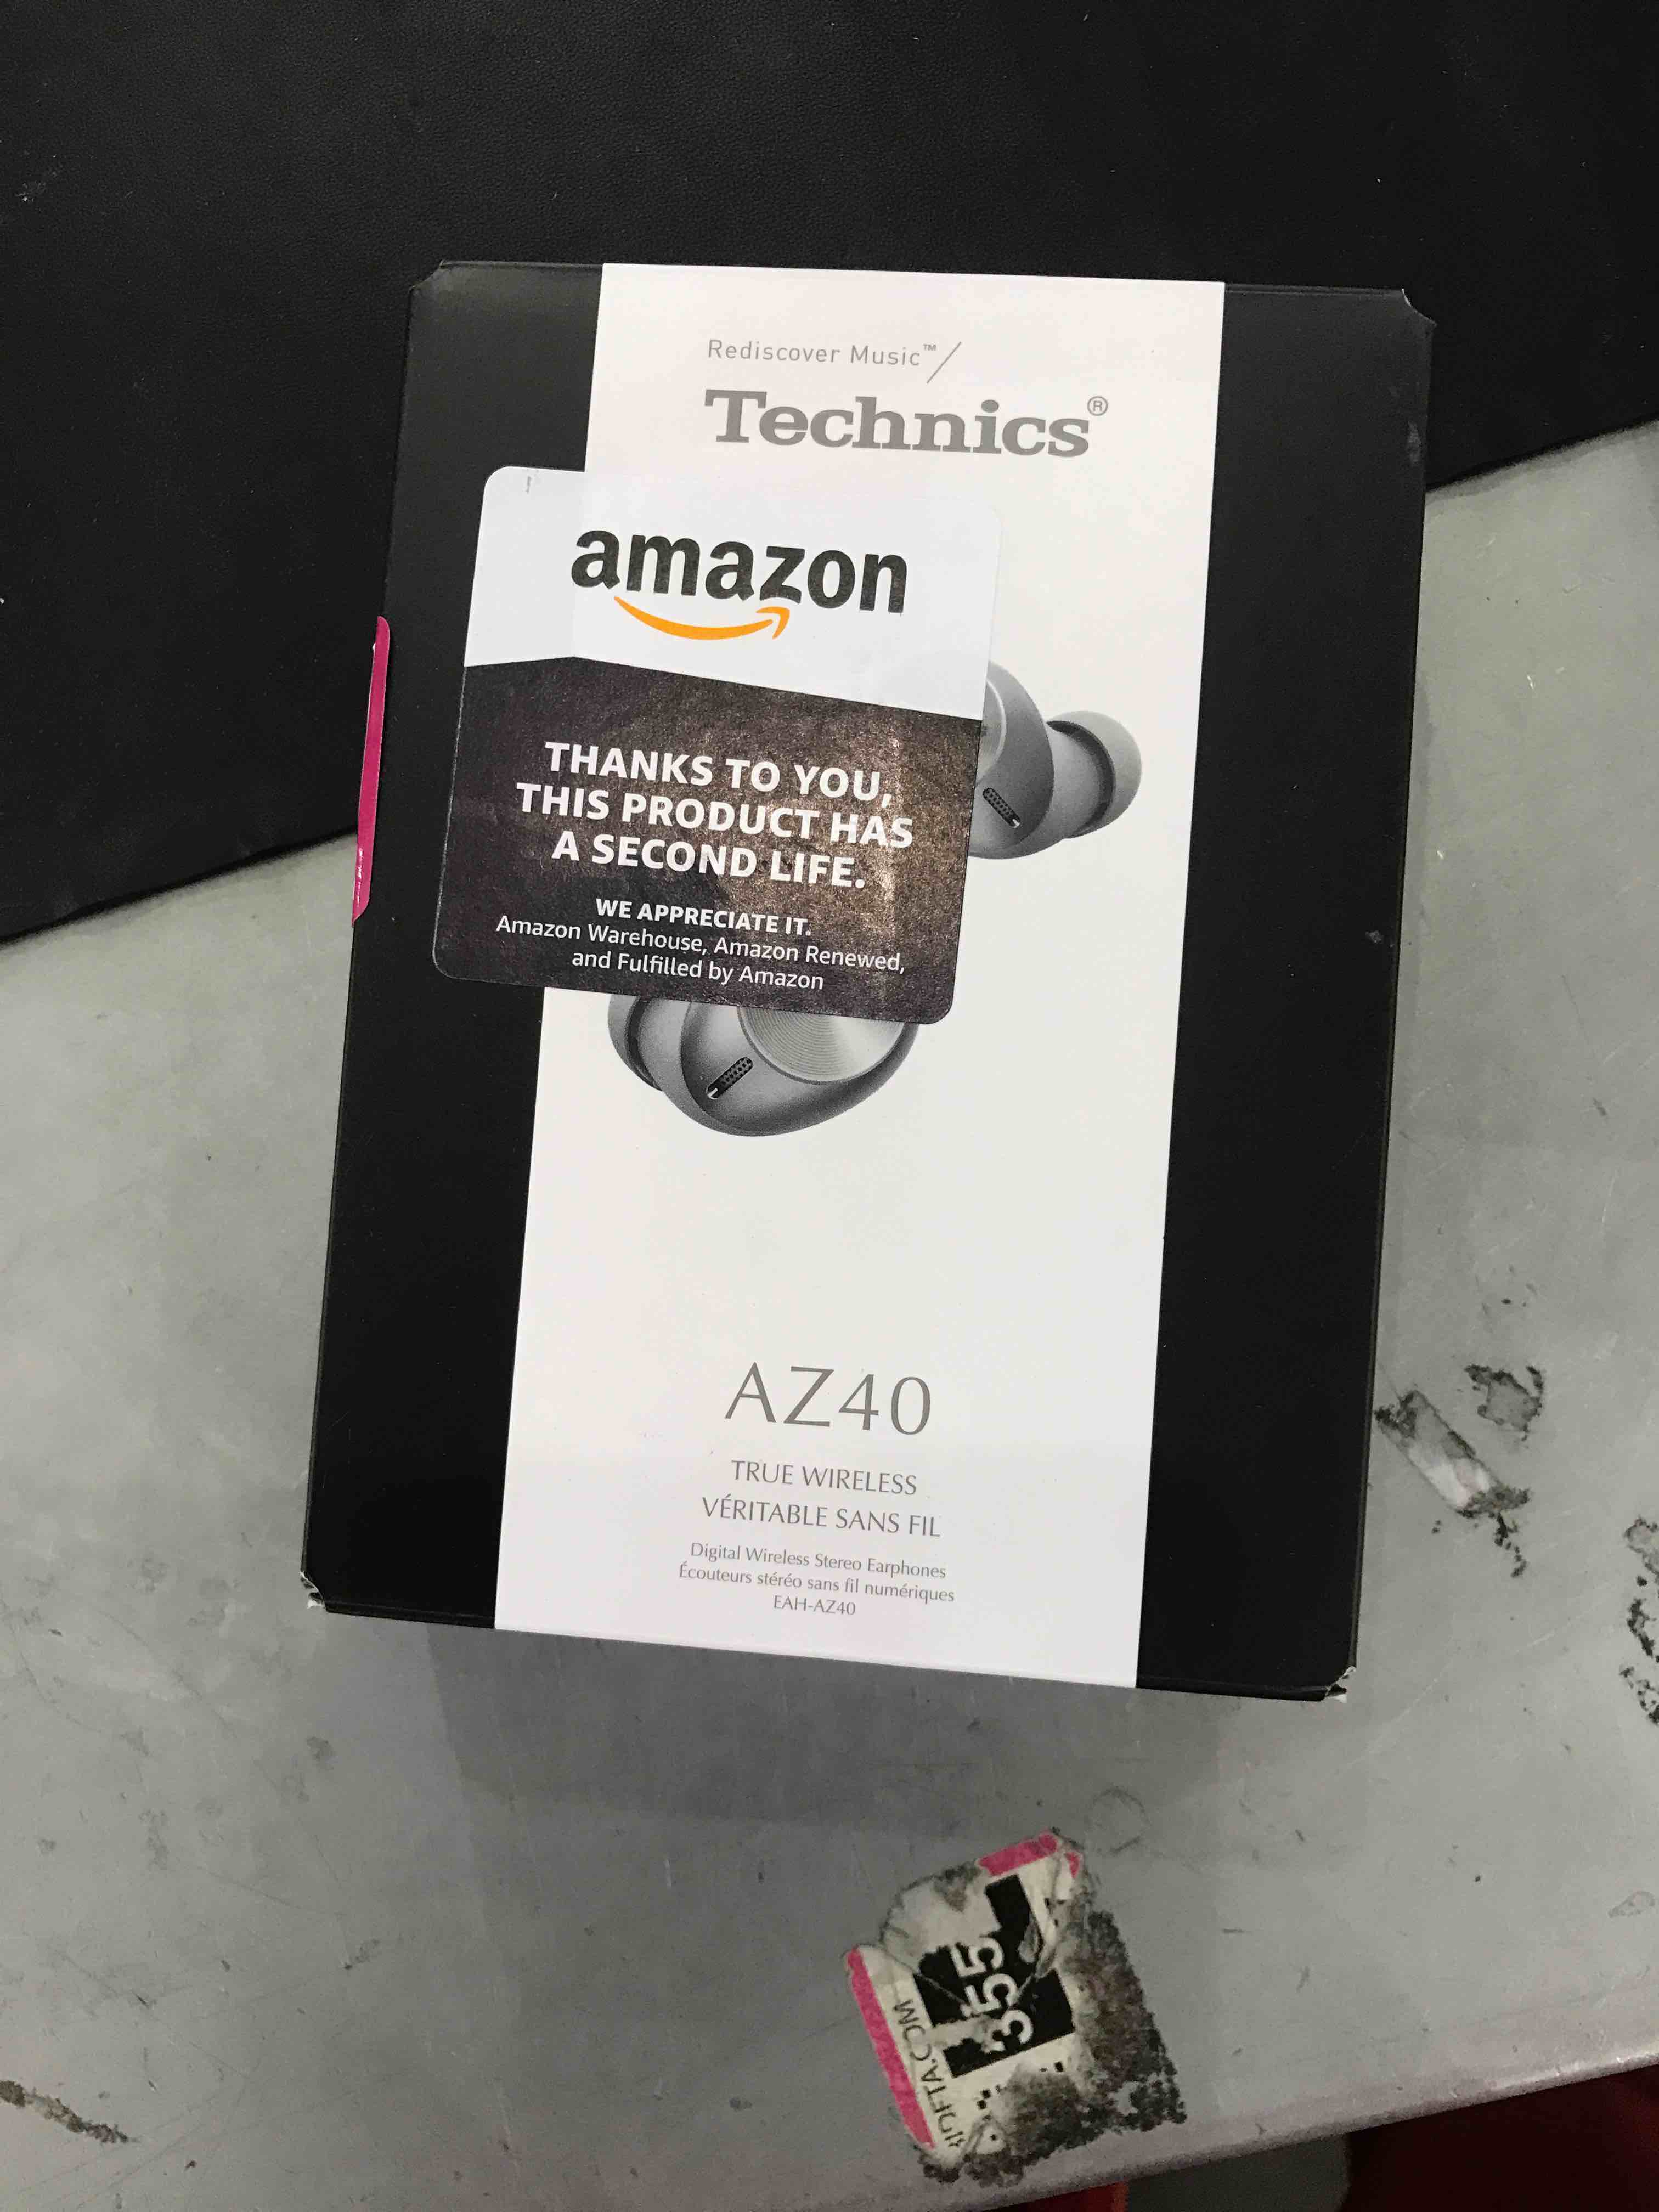 Rediscover Music™/
Technics®
amazon
THANKS TO YOU,
THIS PRODUCT HAS
A SECOND LIFE.
WE APPRECIATE IT.
Amazon Warehouse, Amazon Renewed,
and Fulfilled by Amazon
AZ40
TRUE WIRELESS
VÉRITABLE SANS FIL
Digital Wireless Stereo Earphones
Écouteurs stéréo sans fil numériques
EAH-AZ40
355